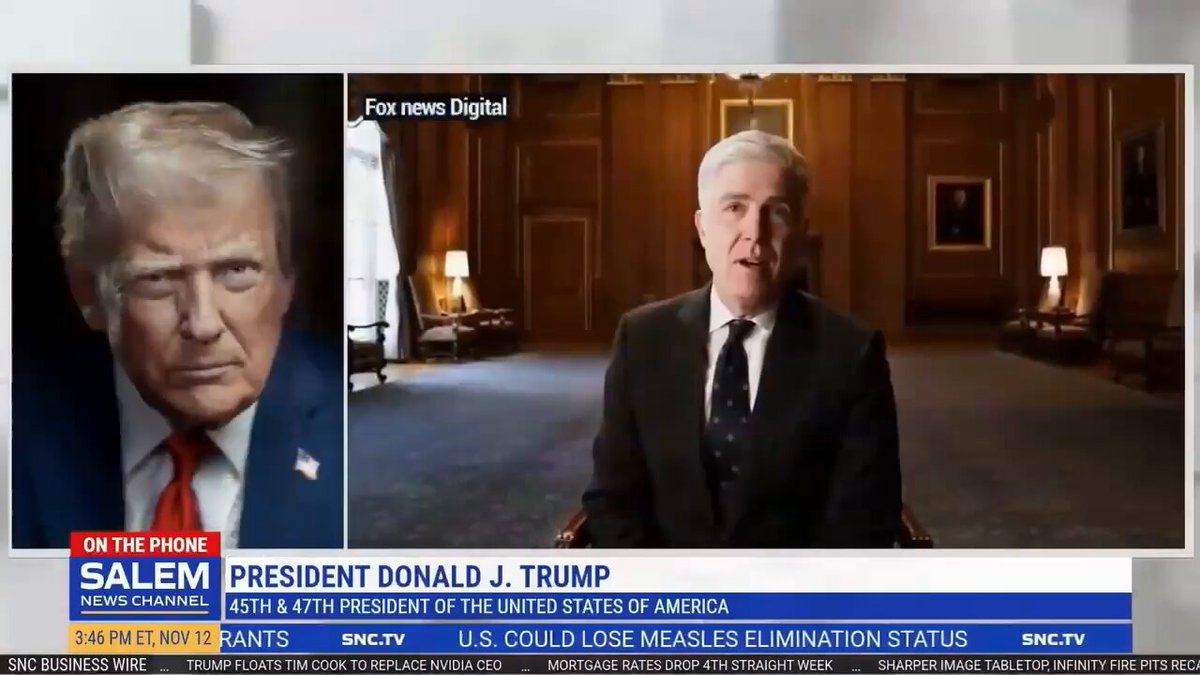 Fox news Digital
ON THE PHONE
SALEM
NEWS CHANNEL
PRESIDENT DONALD J. TRUMP
45TH & 47TH PRESIDENT OF THE UNITED STATES OF AMERICA
3:46 PM ET, NOV 12
RANTS SNC.TV U.S. COULD LOSE MEASLES ELIMINATION STATUS SNC.TV
SNC BUSINESS WIRE ... TRUMP FLOATS TIM COOK TO REPLACE NVIDIA CEO ... MORTGAGE RATES DROP 4TH STRAIGHT WEEK ... SHARPER IMAGE TABLETOP, INFINITY FIRE PITS RECA